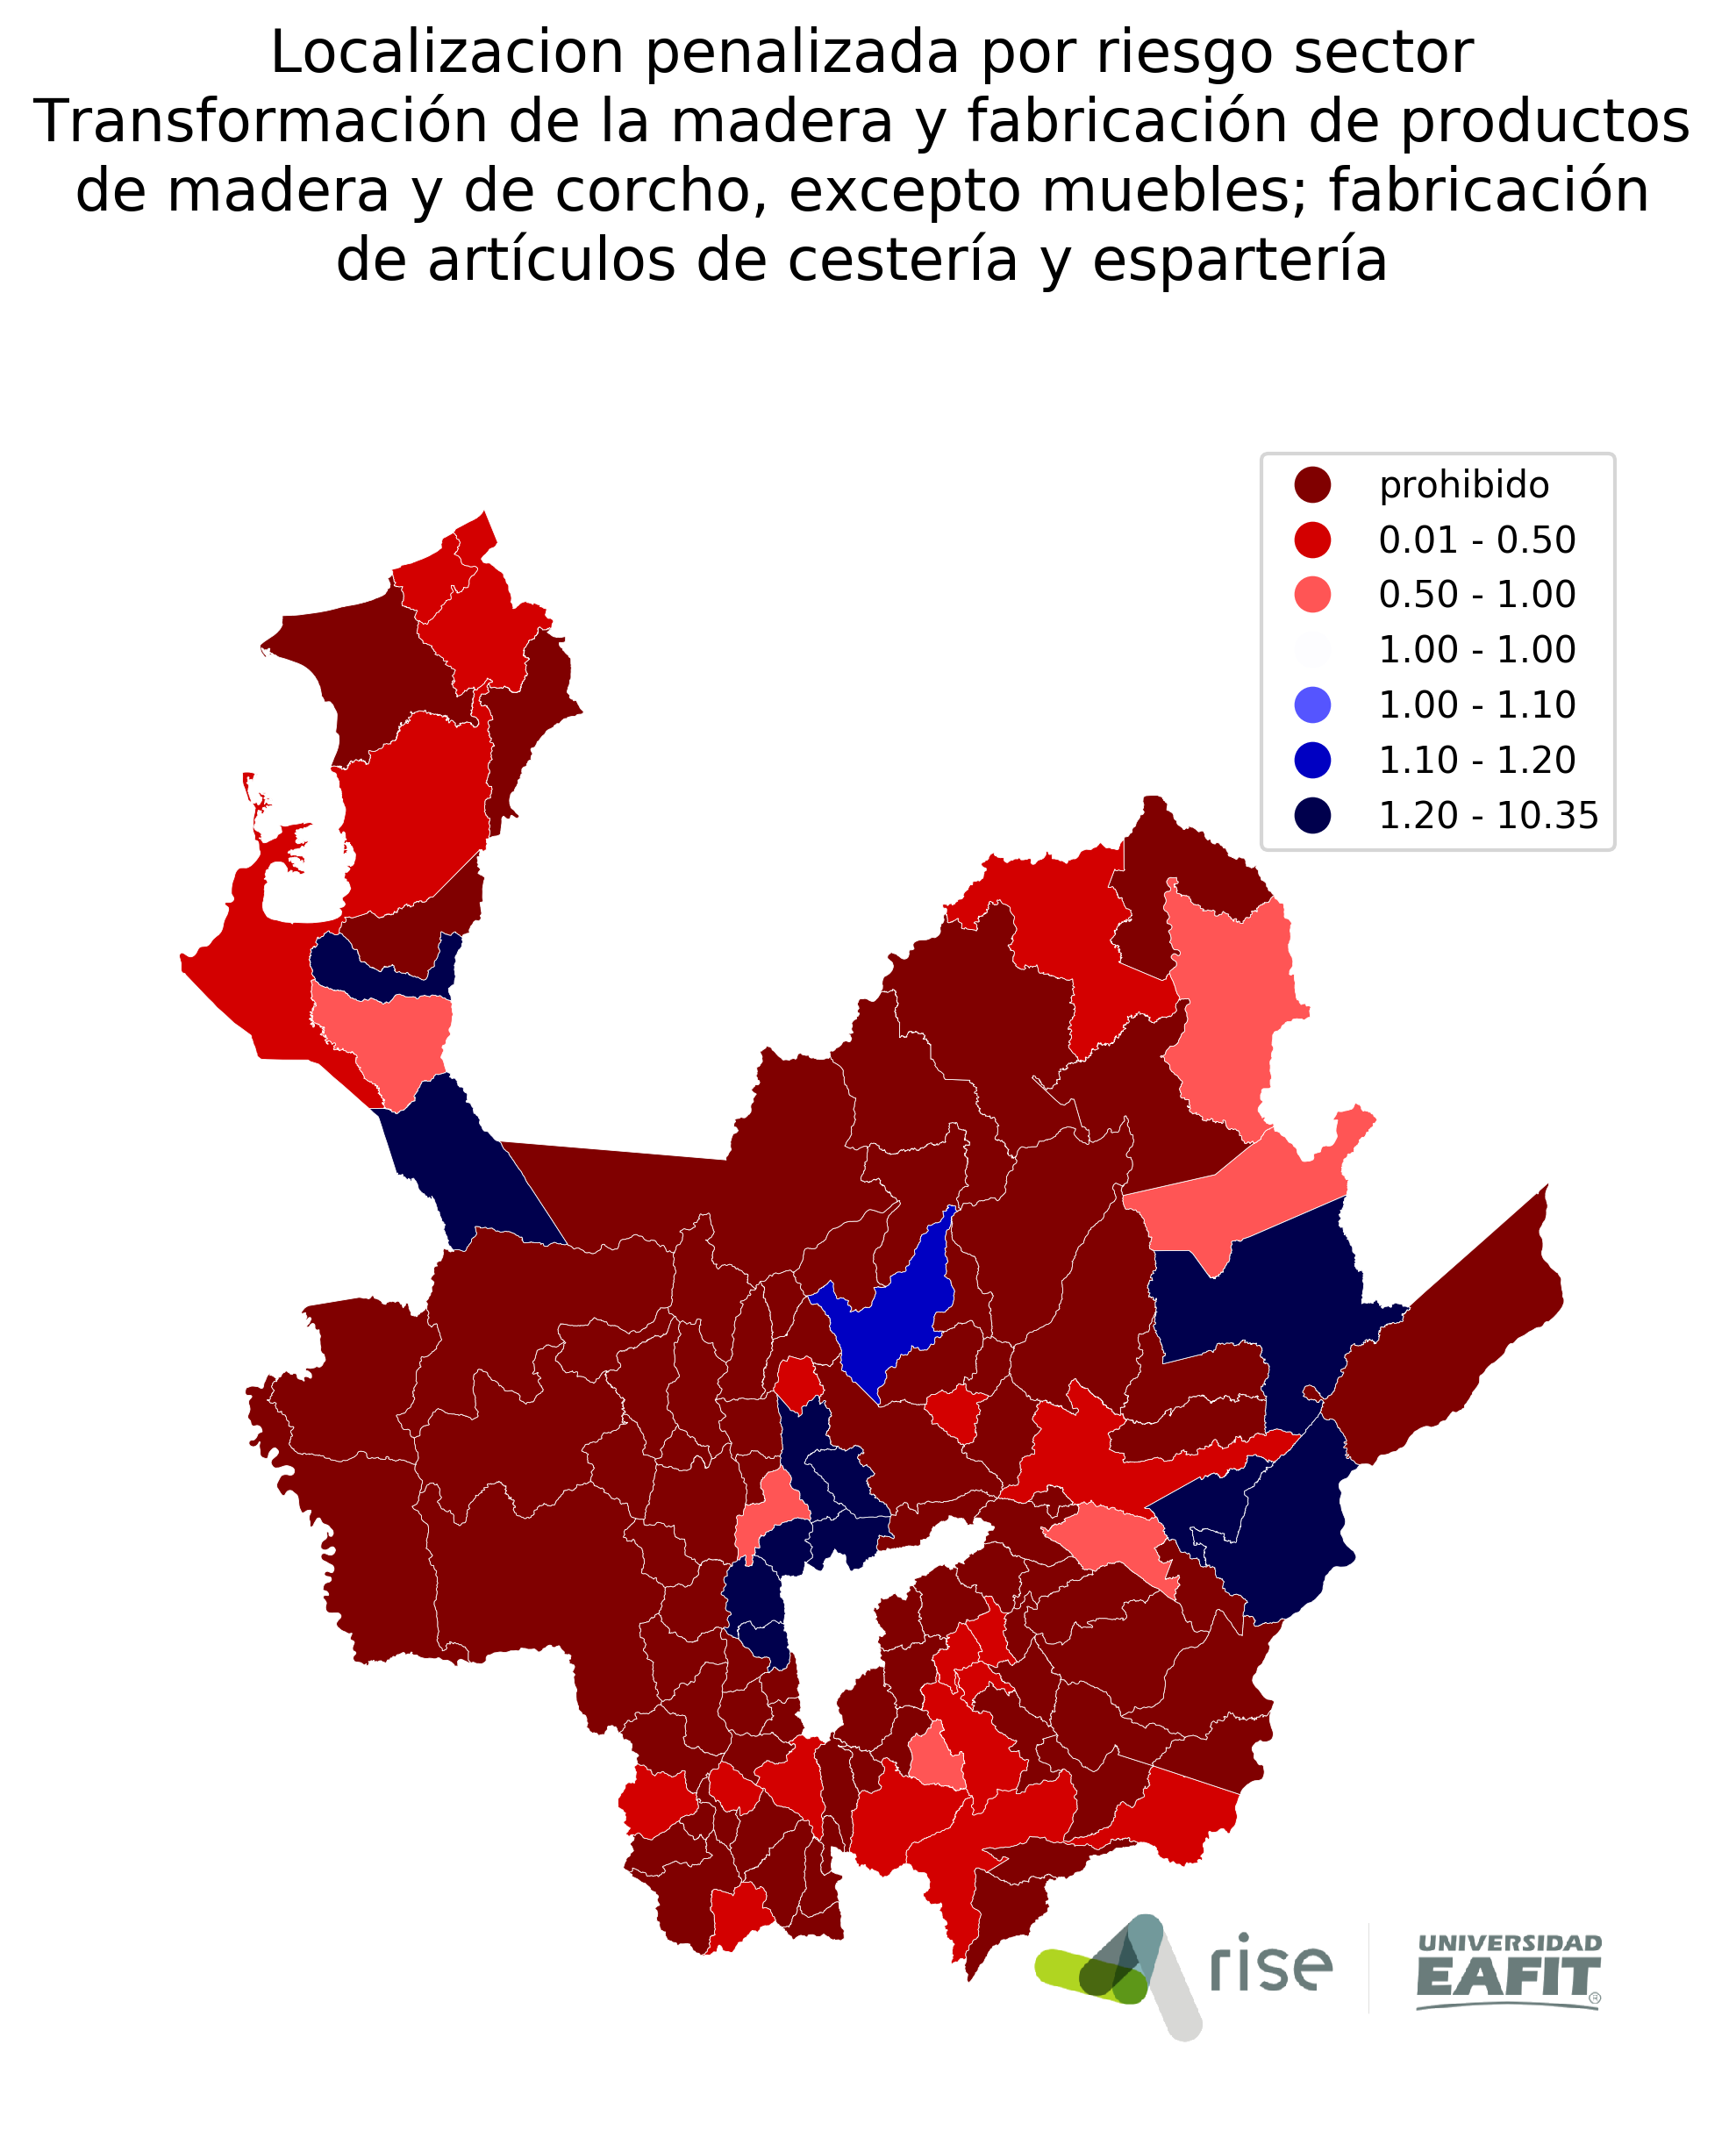 Localizacion penalizada por riesgo sector
Transformación de la madera y fabricación de productos
de madera y de corcho, excepto muebles; fabricación
de artículos de cestería y espartería
prohibido
0.01 - 0.50
0.50 - 1.00
1.00 - 1.00
1.00 - 1.10
1.10 - 1.20
1.20 - 10.35
rise
UNIVERSIDAD
EAFIT®